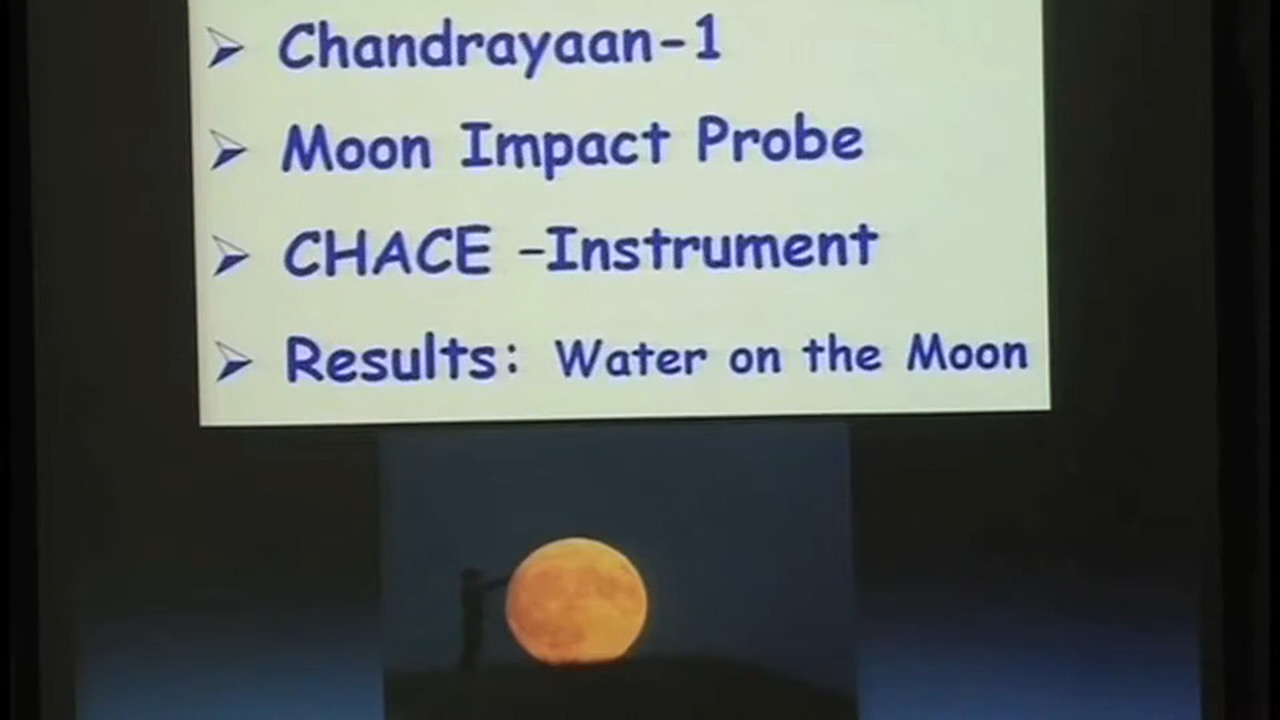 Chandrayaan-1
Moon Impact Probe
CHACE -Instrument
Results: Water on the Moon